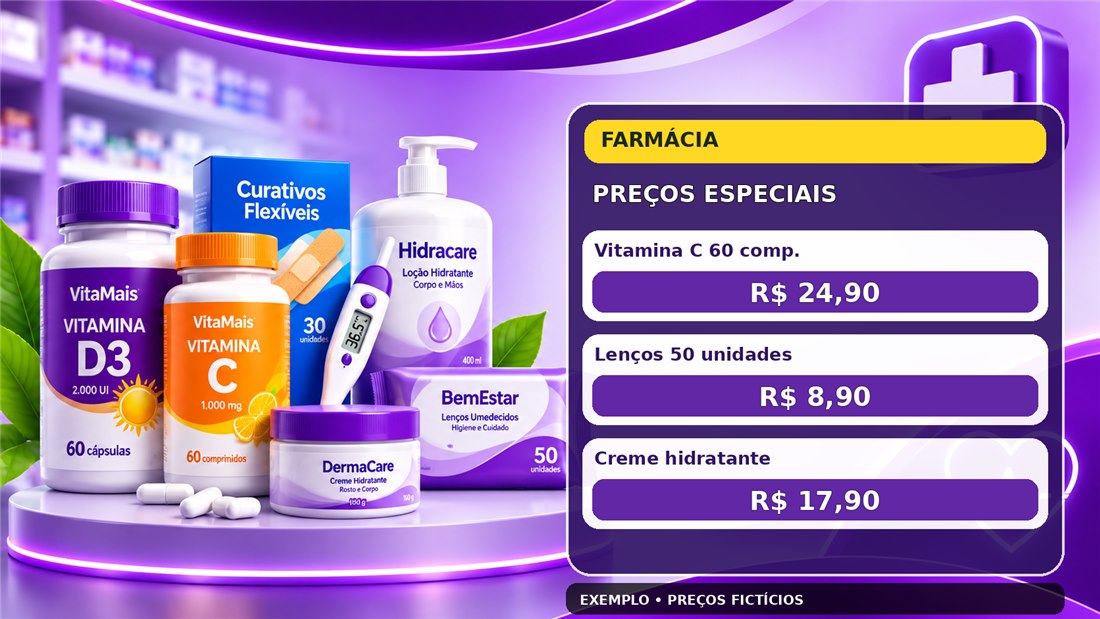 FARMÁCIA
PREÇOS ESPECIAIS
Vitamina C 60 comp.
R$ 24,90
Lenços 50 unidades
R$ 8,90
Creme hidratante
R$ 17,90
EXEMPLO • PREÇOS FICTÍCIOS
VitaMais
VITAMINA
D3
2.000 UI
60 cápsulas
VitaMais
VITAMINA
C
1.000 mg
60 comprimidos
Curativos
Flexíveis
30
unidades
36.5°C
Hidracare
Loção Hidratante
Corpo e Mãos
400 ml
BemEstar
Lenços Umedecidos
Higiene e Cuidado
50
unidades
DermaCare
Creme Hidratante
Rosto e Corpo